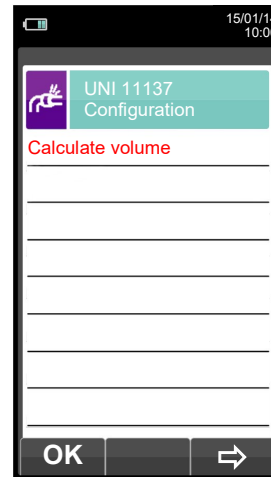 15/01/1
10:0
UNI 11137
Configuration
Calculate volume
OK